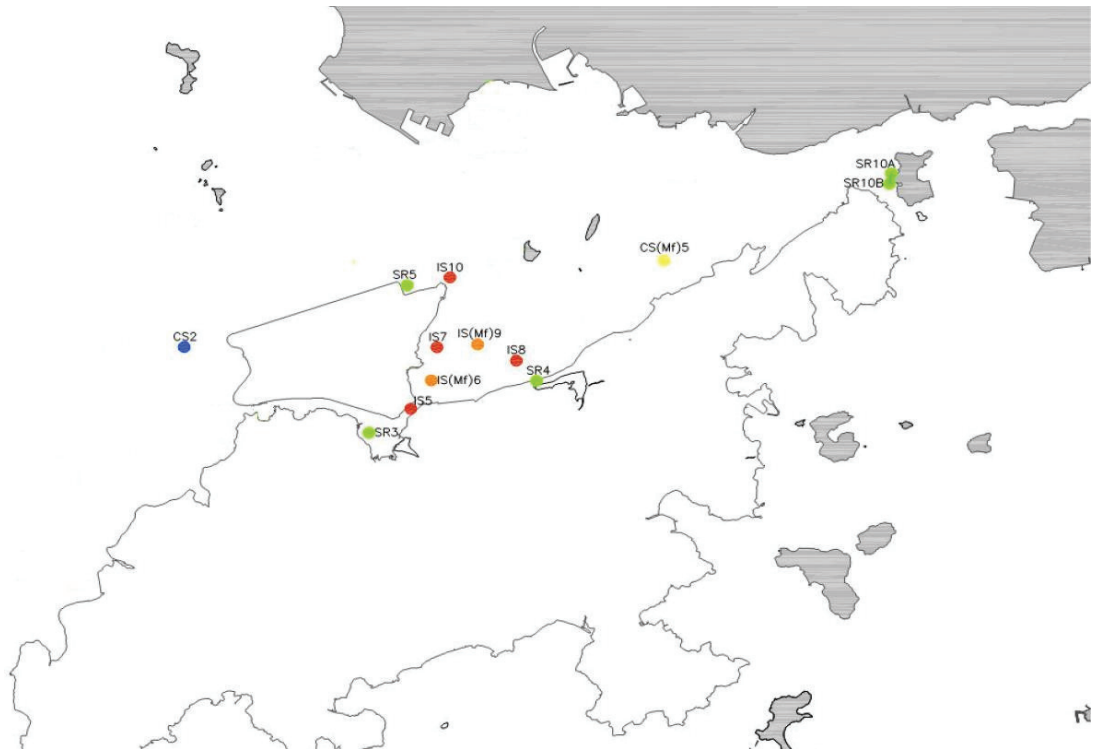 SR10A
SR10B
CS(Mf)5
IS10
SR5
CS2
IS7
IS(Mf)9
IS8
SR4
IS(Mf)6
IS5
SR3